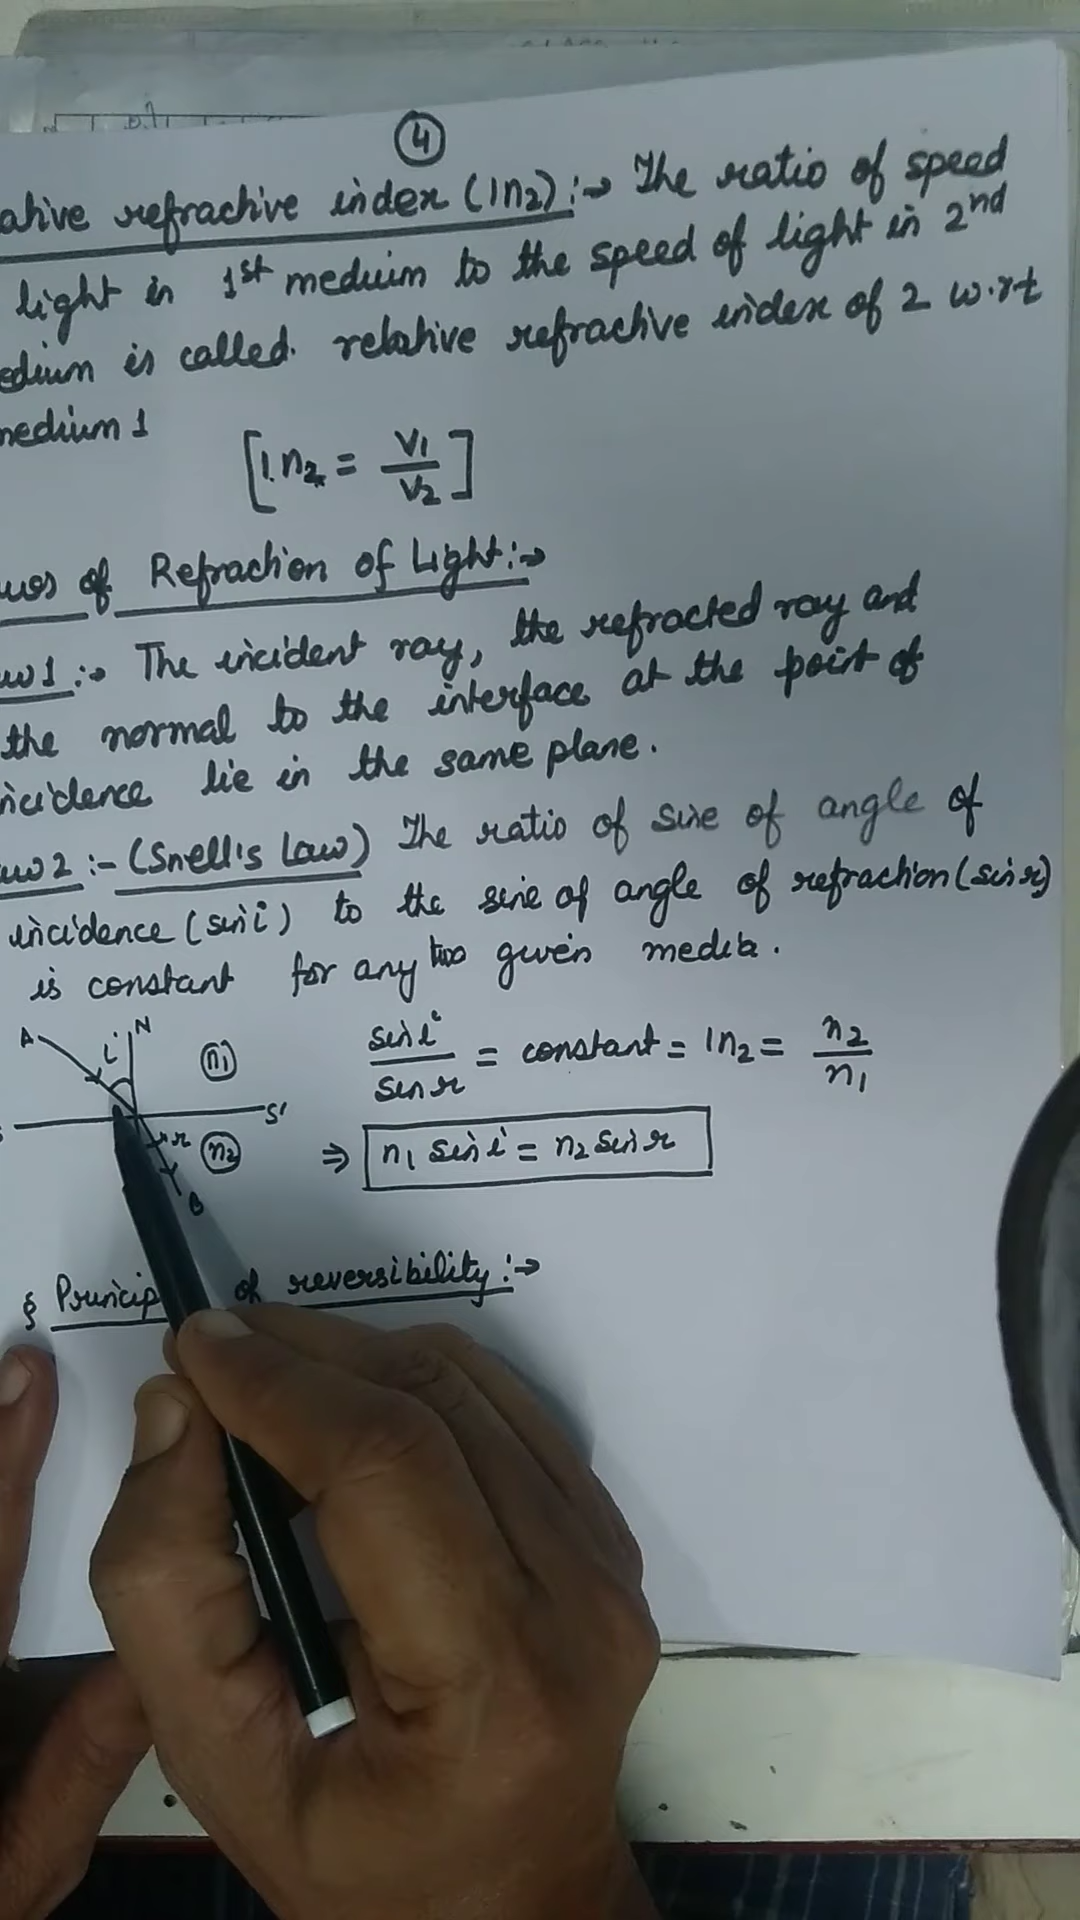 4
ative refractive index (1n2) :→ The ratio of speed
light in 1st medium to the speed of light in 2nd
edium is called. relative refractive index of 2 w.r.t
medium 1
[1n2 = V1/V2]
of Refraction of Light :→
w 1 :→ The incident ray, the refracted ray and
the normal to the interface at the point of
ncidence lie in the same plane.
w 2 :- (Snell's Law) The ratio of sine of angle of
incidence (sin i) to the sine of angle of refraction (sin r)
is constant for any two given media.
A i N n1
S'
r n2
B
sin i / sin r = constant = 1n2 = n2/n1
⇒ n1 sin i = n2 sin r
§ Princip of reversibility :→